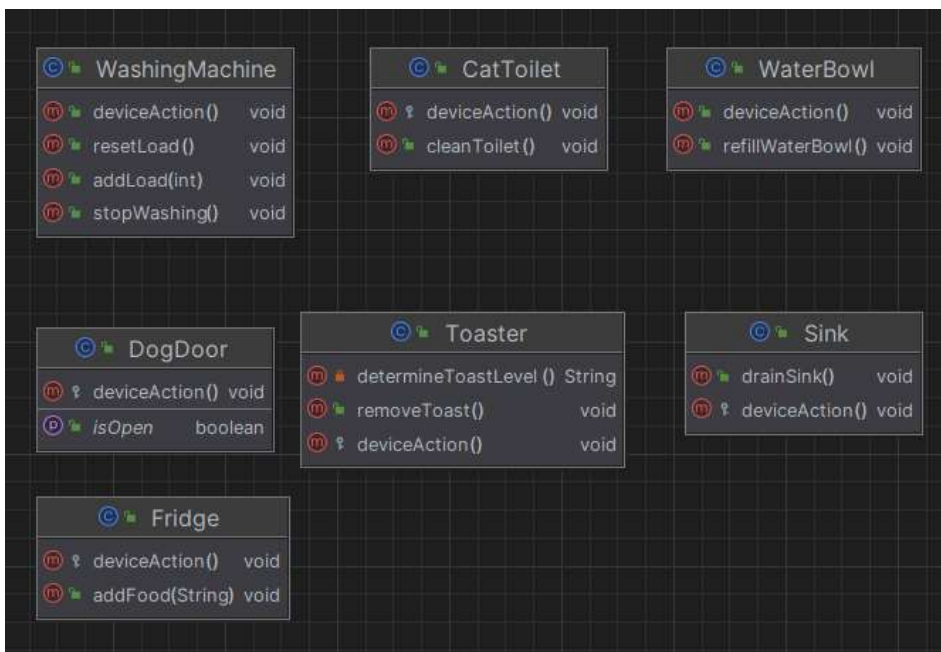 WashingMachine
deviceAction() void
resetLoad() void
addLoad(int) void
stopWashing() void
CatToilet
deviceAction() void
cleanToilet() void
WaterBowl
deviceAction() void
refillWaterBowl() void
DogDoor
deviceAction() void
isOpen boolean
Toaster
determineToastLevel() String
removeToast() void
deviceAction() void
Sink
drainSink() void
deviceAction() void
Fridge
deviceAction() void
addFood(String) void